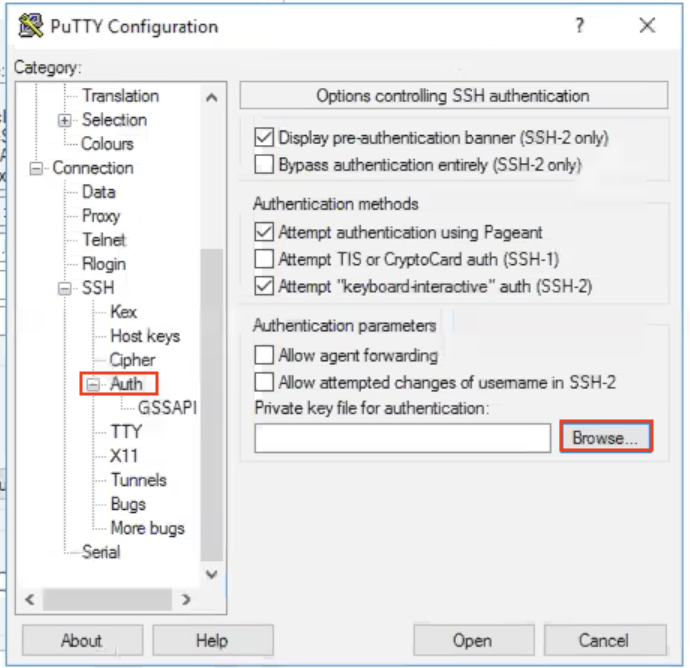 PuTTY Configuration
?
Category:
Translation
Selection
Colours
Connection
Data
Proxy
Telnet
Rlogin
SSH
Kex
Host keys
Cipher
Auth
GSSAPI
TTY
X11
Tunnels
Bugs
More bugs
Serial
Options controlling SSH authentication
Display pre-authentication banner (SSH-2 only)
Bypass authentication entirely (SSH-2 only)
Authentication methods
Attempt authentication using Pageant
Attempt TIS or CryptoCard auth (SSH-1)
Attempt "keyboard-interactive" auth (SSH-2)
Authentication parameters
Allow agent forwarding
Allow attempted changes of username in SSH-2
Private key file for authentication:
Browse...
About
Help
Open
Cancel